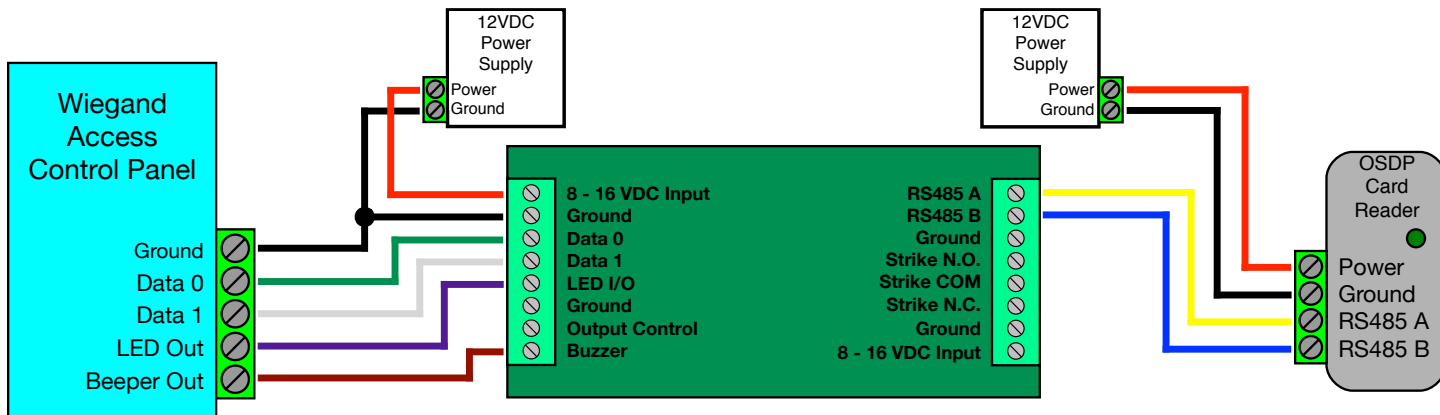 Wiegand
Access
Control Panel
Ground
Data 0
Data 1
LED Out
Beeper Out
12VDC
Power
Supply
Power
Ground
8 - 16 VDC Input
Ground
Data 0
Data 1
LED I/O
Ground
Output Control
Buzzer
RS485 A
RS485 B
Ground
Strike N.O.
Strike COM
Strike N.C.
Ground
8 - 16 VDC Input
12VDC
Power
Supply
Power
Ground
OSDP
Card
Reader
Power
Ground
RS485 A
RS485 B